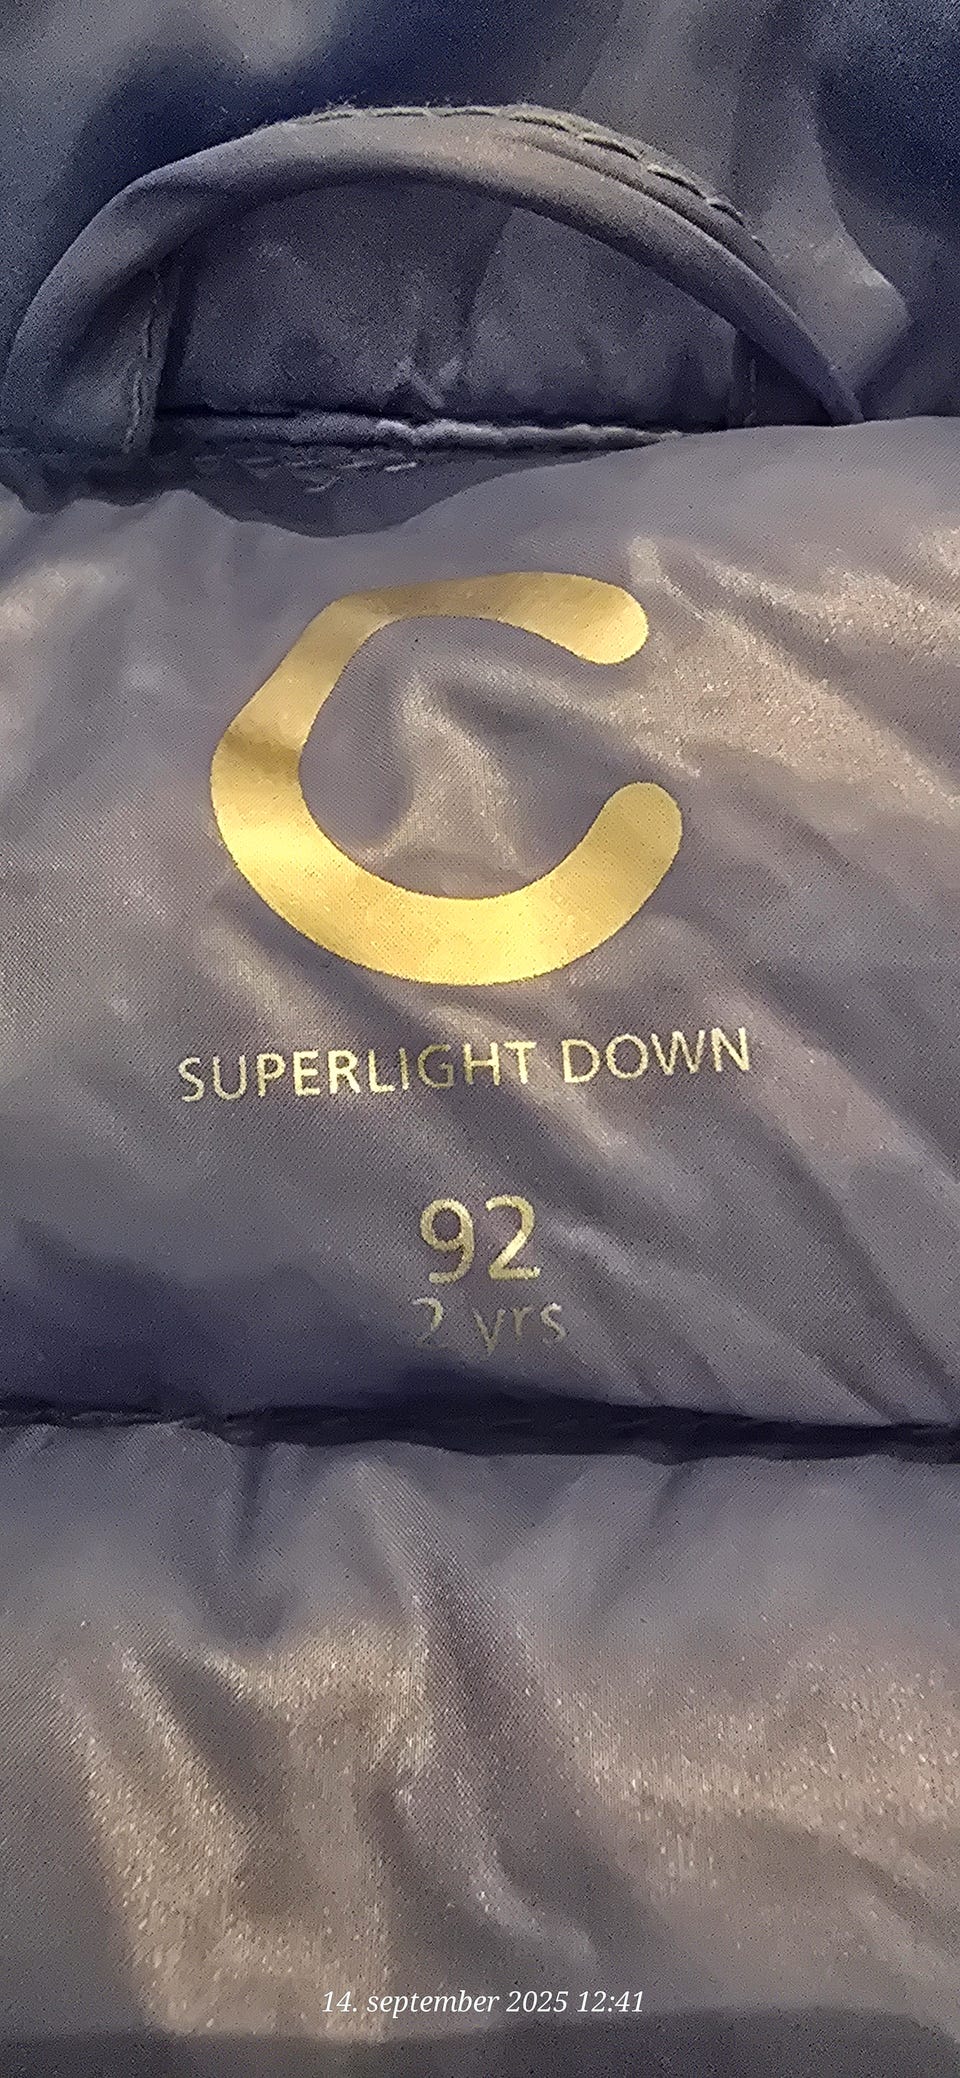 C
SUPERLIGHT DOWN
92
2 yrs
14. september 2025 12:41